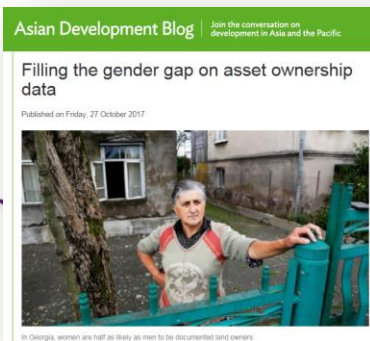 Asian Development Blog
Join the conversation on
development in Asia and the Pacific
Filling the gender gap on asset ownership
data
Published on Friday, 27 October 2017
In Georgia, women are half as likely as men to be documented land owners.